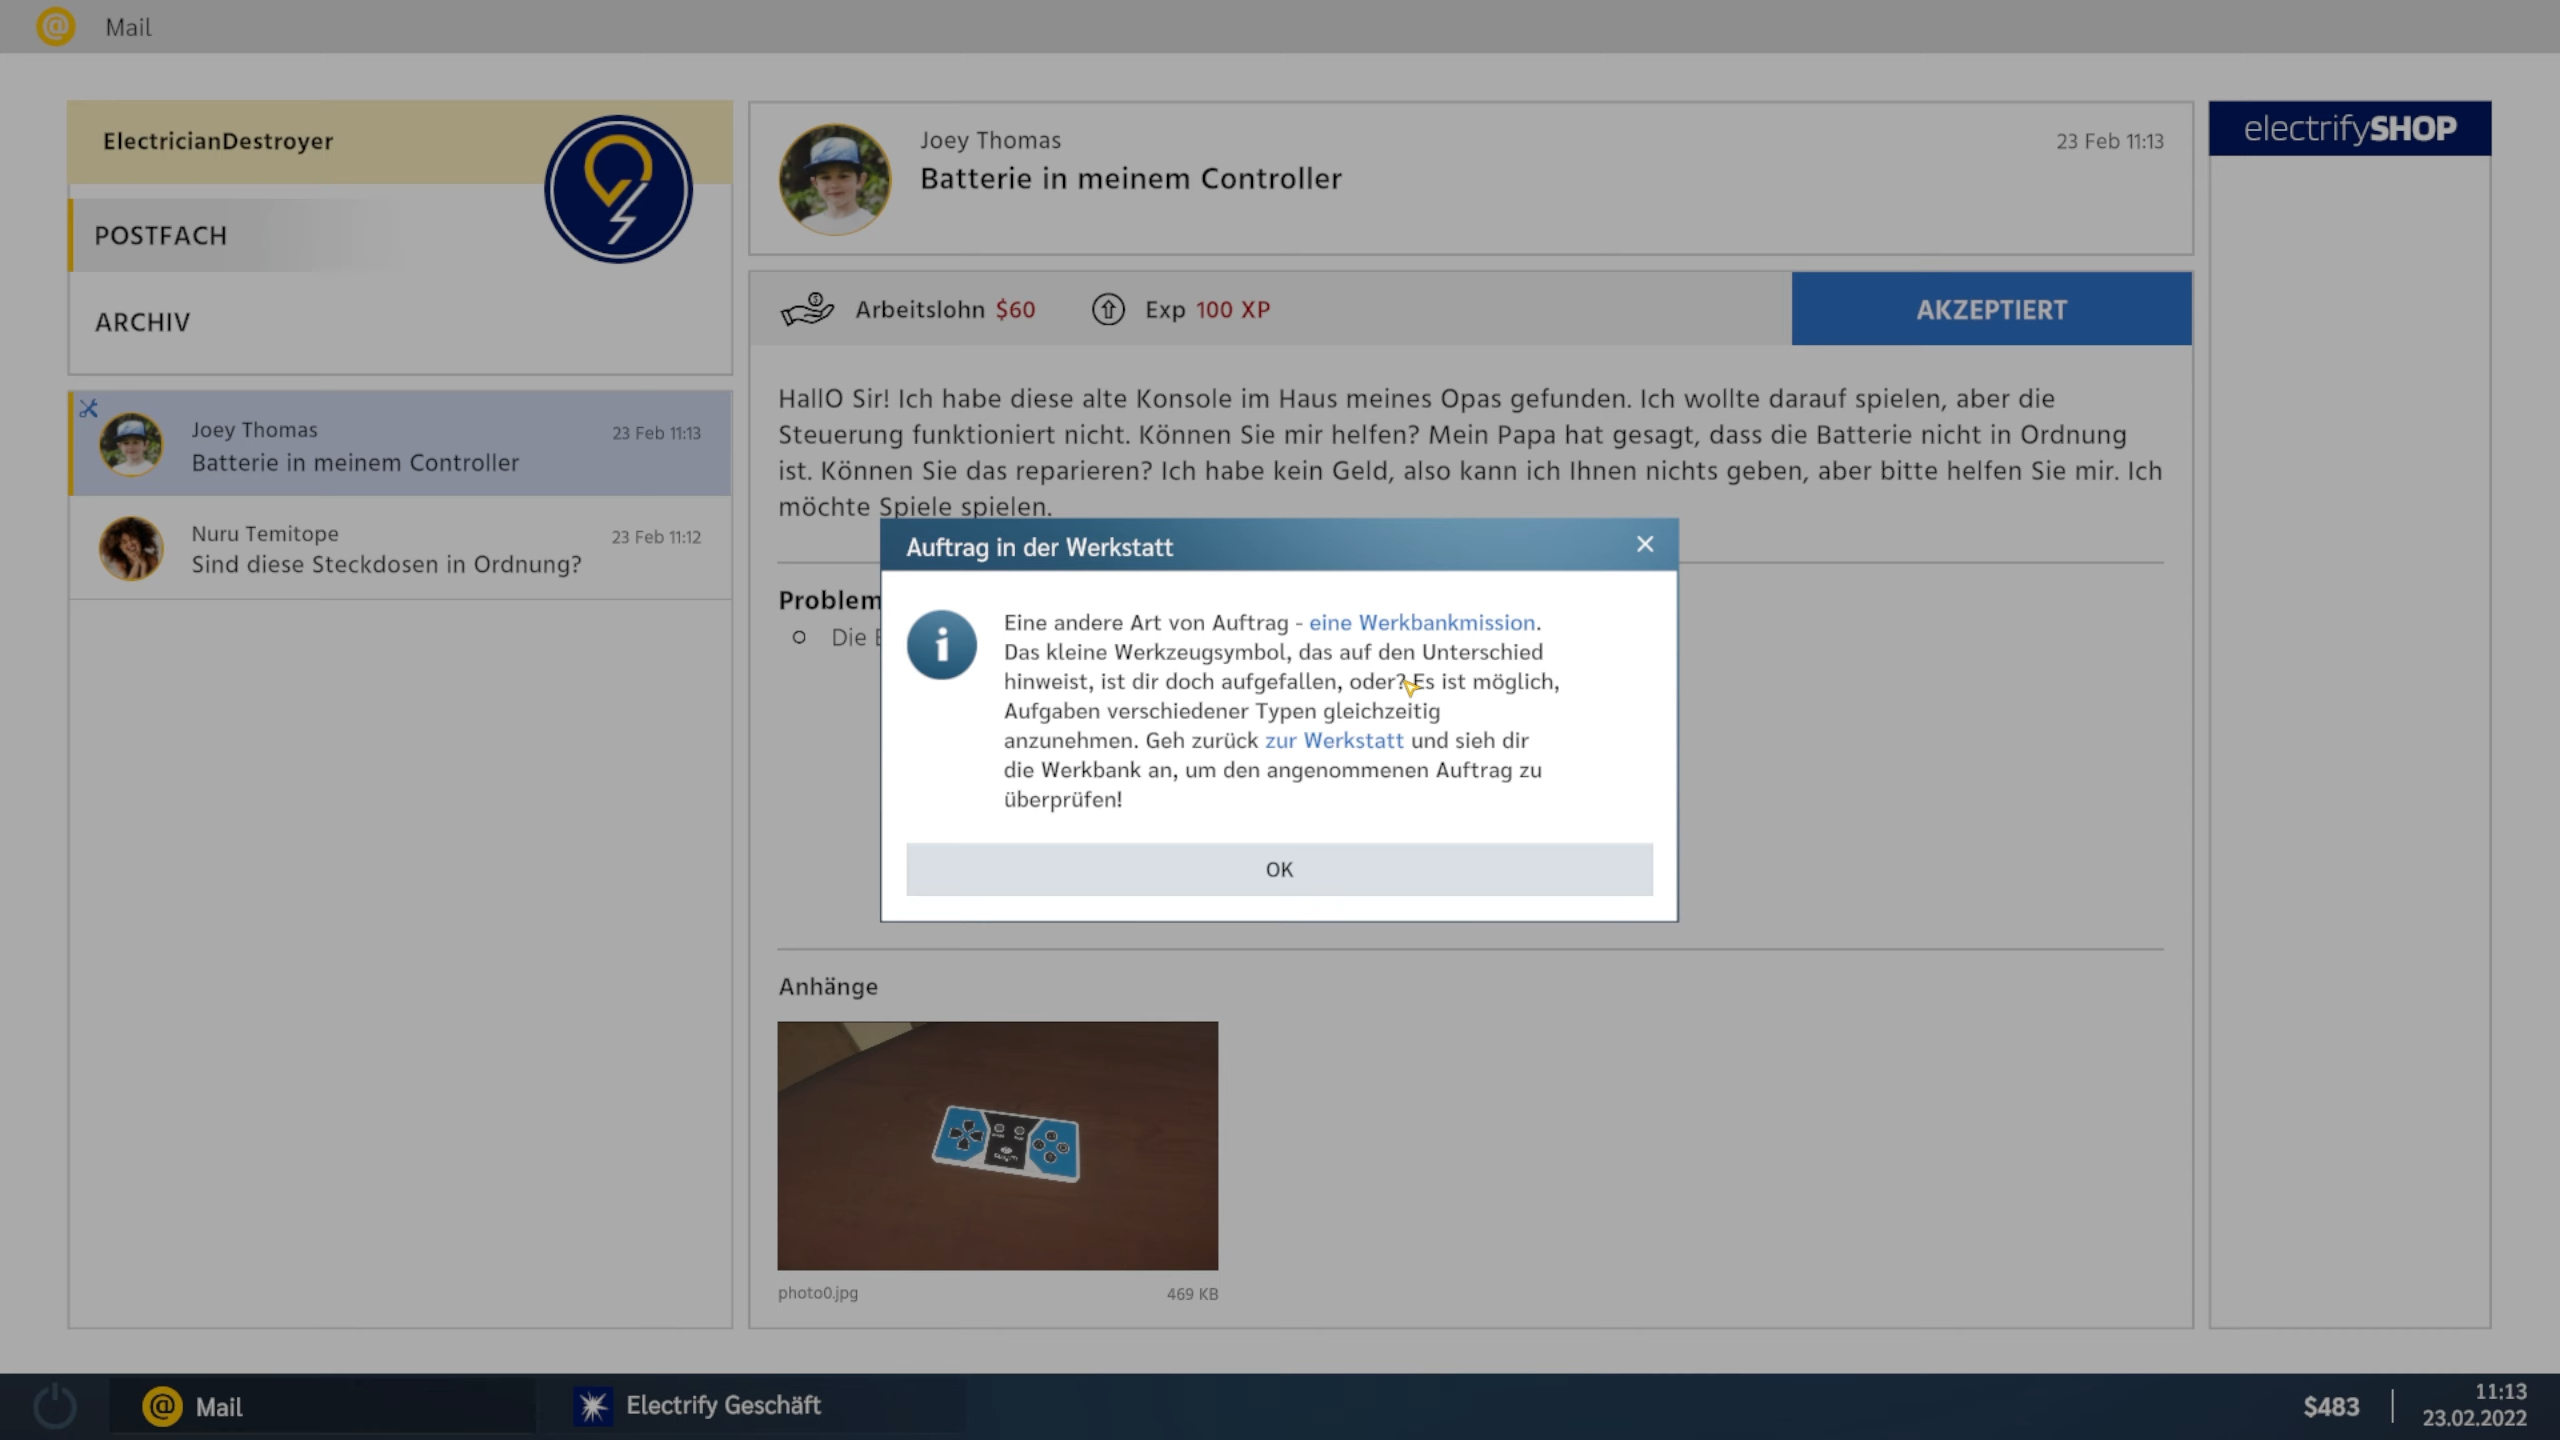 Mail
ElectricianDestroyer
POSTFACH
ARCHIV
Joey Thomas
23 Feb 11:13
Batterie in meinem Controller
Nuru Temitope
23 Feb 11:12
Sind diese Steckdosen in Ordnung?
Joey Thomas
23 Feb 11:13
Batterie in meinem Controller
Arbeitslohn $60
Exp 100 XP
AKZEPTIERT
HallO Sir! Ich habe diese alte Konsole im Haus meines Opas gefunden. Ich wollte darauf spielen, aber die
Steuerung funktioniert nicht. Können Sie mir helfen? Mein Papa hat gesagt, dass die Batterie nicht in Ordnung
ist. Können Sie das reparieren? Ich habe kein Geld, also kann ich Ihnen nichts geben, aber bitte helfen Sie mir. Ich
möchte Spiele spielen.
Problem
Die
Auftrag in der Werkstatt
Eine andere Art von Auftrag - eine Werkbankmission.
Das kleine Werkzeugsymbol, das auf den Unterschied
hinweist, ist dir doch aufgefallen, oder? Es ist möglich,
Aufgaben verschiedener Typen gleichzeitig
anzunehmen. Geh zurück zur Werkstatt und sieh dir
die Werkbank an, um den angenommenen Auftrag zu
überprüfen!
OK
Anhänge
photo0.jpg
469 KB
electrifySHOP
Mail
Electrify Geschäft
$483
11:13
23.02.2022